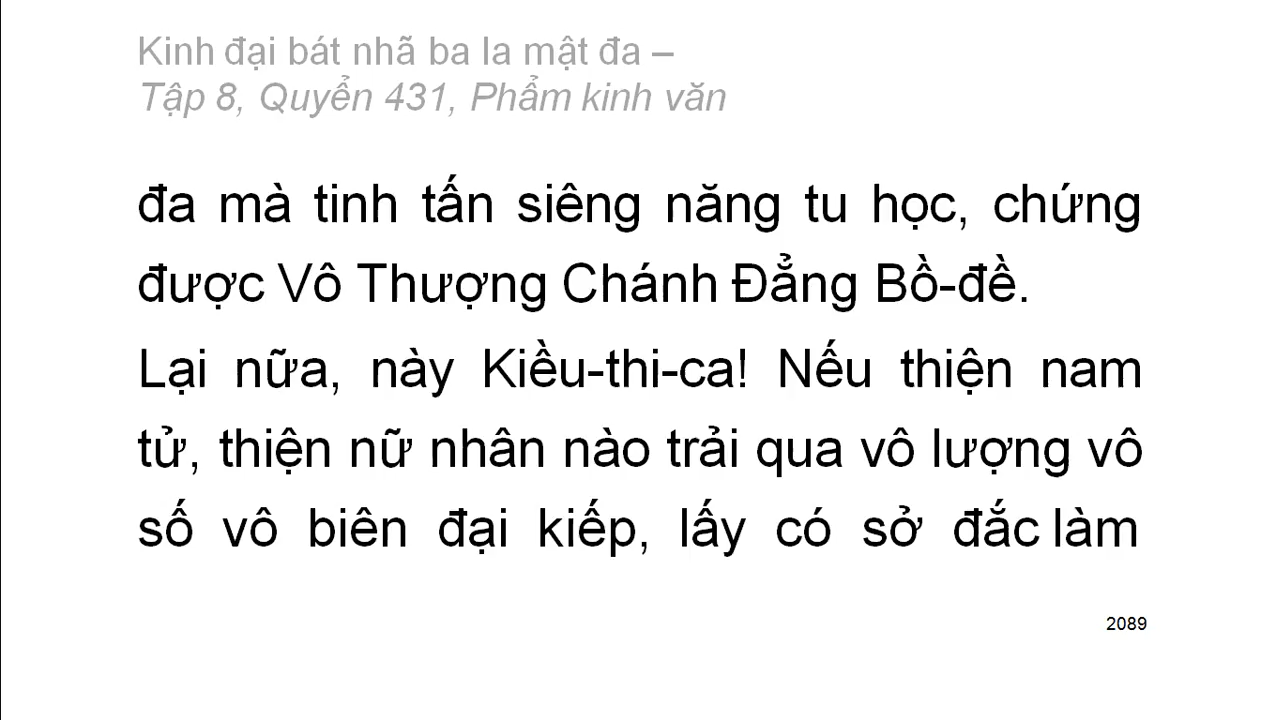 Kinh đại bát nhã ba la mật đa –
Tập 8, Quyển 431, Phẩm kinh văn
đa mà tinh tấn siêng năng tu học, chứng
được Vô Thượng Chánh Đẳng Bồ-đề.
Lại nữa, này Kiều-thi-ca! Nếu thiện nam
tử, thiện nữ nhân nào trải qua vô lượng vô
số vô biên đại kiếp, lấy có sở đắc làm
2089